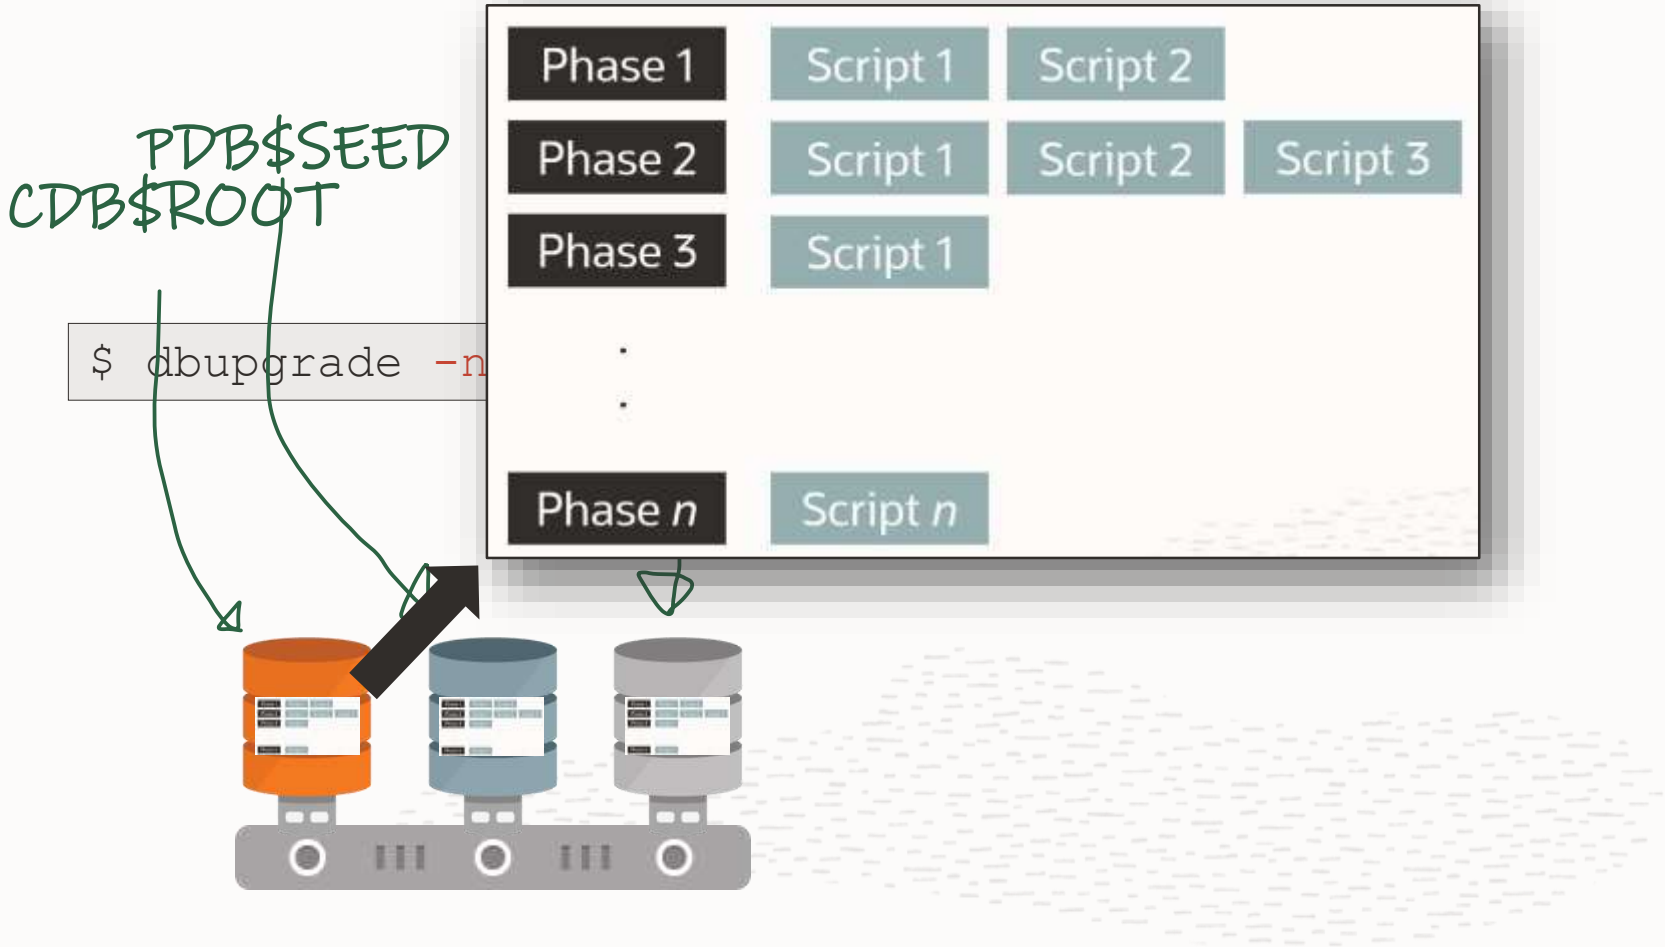 PDB$SEED
CDB$ROOT
$ dbupgrade -n
Phase 1 Script 1 Script 2
Phase 2 Script 1 Script 2 Script 3
Phase 3 Script 1
.
.
Phase n Script n